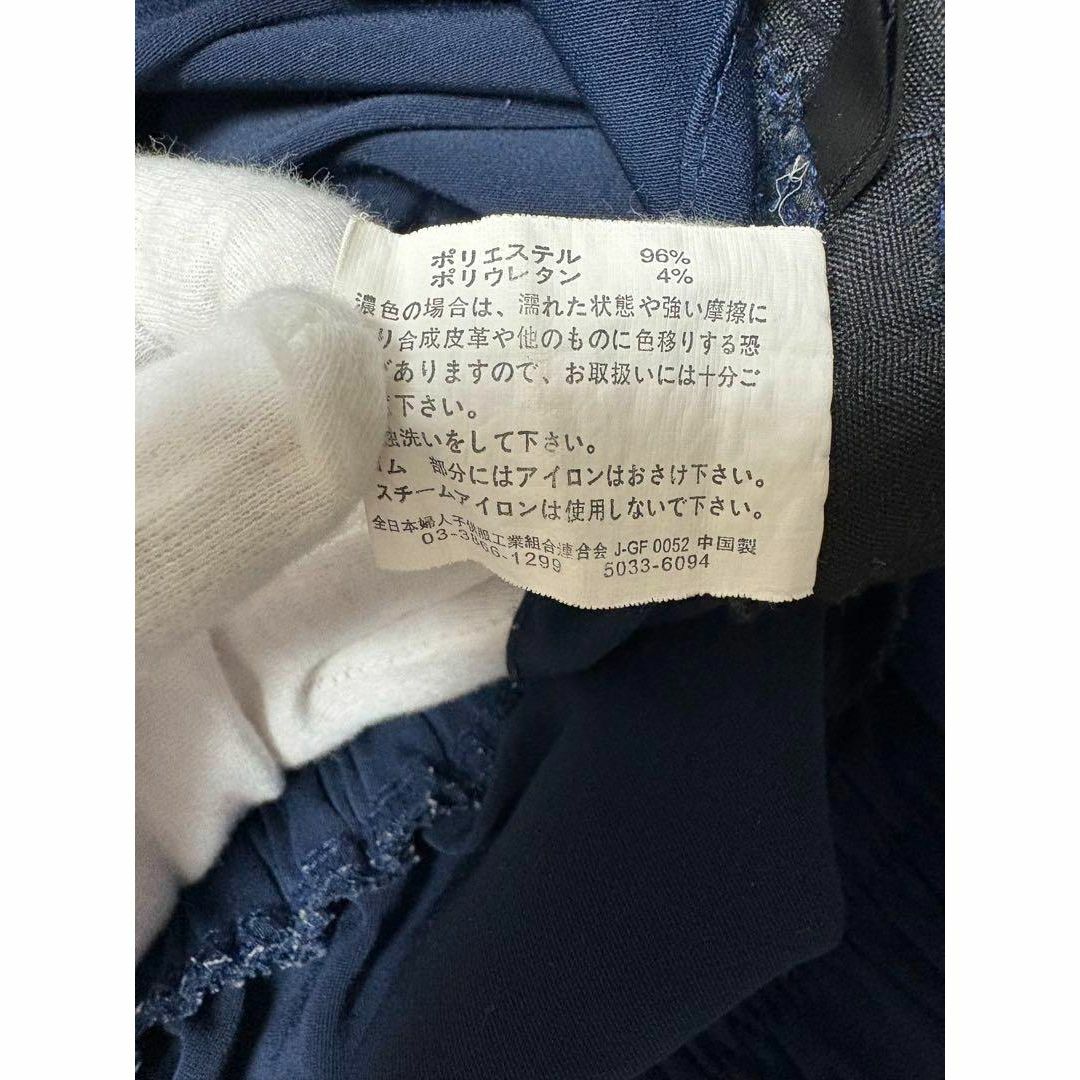 ポリエステル 96%
ポリウレタン 4%
濃色の場合は、濡れた状態や強い摩擦に
り合成皮革や他のものに色移りする恐
がありますので、お取扱いには十分ご
て下さい。
洗いをして下さい。
ム 部分にはアイロンはおさけ下さい。
スチームアイロンは使用しないで下さい。
全日本婦人子供服工業組合連合会 J-GF 0052 中国製
03-3866-1299 5033-6094